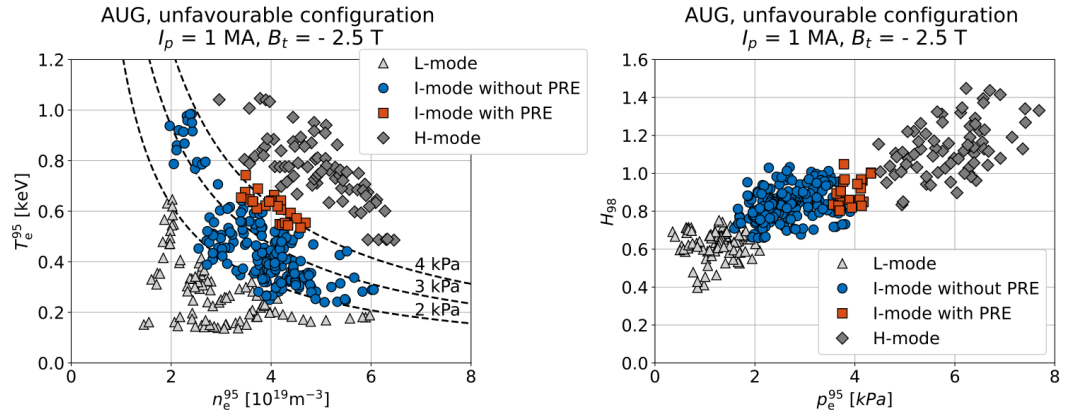 AUG, unfavourable configuration
I_p = 1 MA, B_t = - 2.5 T
L-mode
I-mode without PRE
I-mode with PRE
H-mode
1.2
1.0
0.8
0.6
0.4
0.2
0.0
T_e^95 [keV]
4 kPa
3 kPa
2 kPa
0
2
4
6
8
n_e^95 [10^19 m^−3]
AUG, unfavourable configuration
I_p = 1 MA, B_t = - 2.5 T
1.6
1.4
1.2
1.0
0.8
0.6
0.4
0.2
0.0
H_98
L-mode
I-mode without PRE
I-mode with PRE
H-mode
0
2
4
6
8
p_e^95 [kPa]